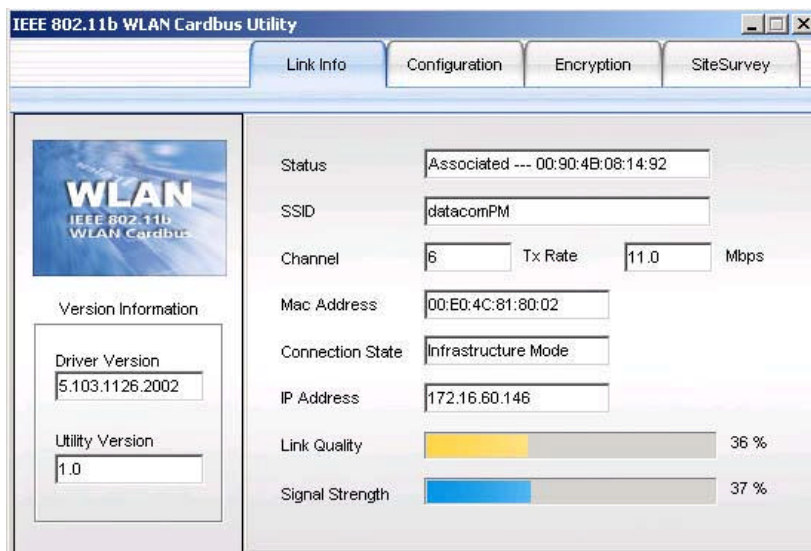 IEEE 802.11b WLAN Cardbus Utility
Link Info
Configuration
Encryption
SiteSurvey
WLAN
IEEE 802.11b
WLAN Cardbus
Version Information
Driver Version
5.103.1126.2002
Utility Version
1.0
Status
Associated --- 00:90:4B:08:14:92
SSID
datacomPM
Channel 6 Tx Rate 11.0 Mbps
Mac Address 00:E0:4C:81:80:02
Connection State Infrastructure Mode
IP Address 172.16.60.146
Link Quality 36 %
Signal Strength 37 %